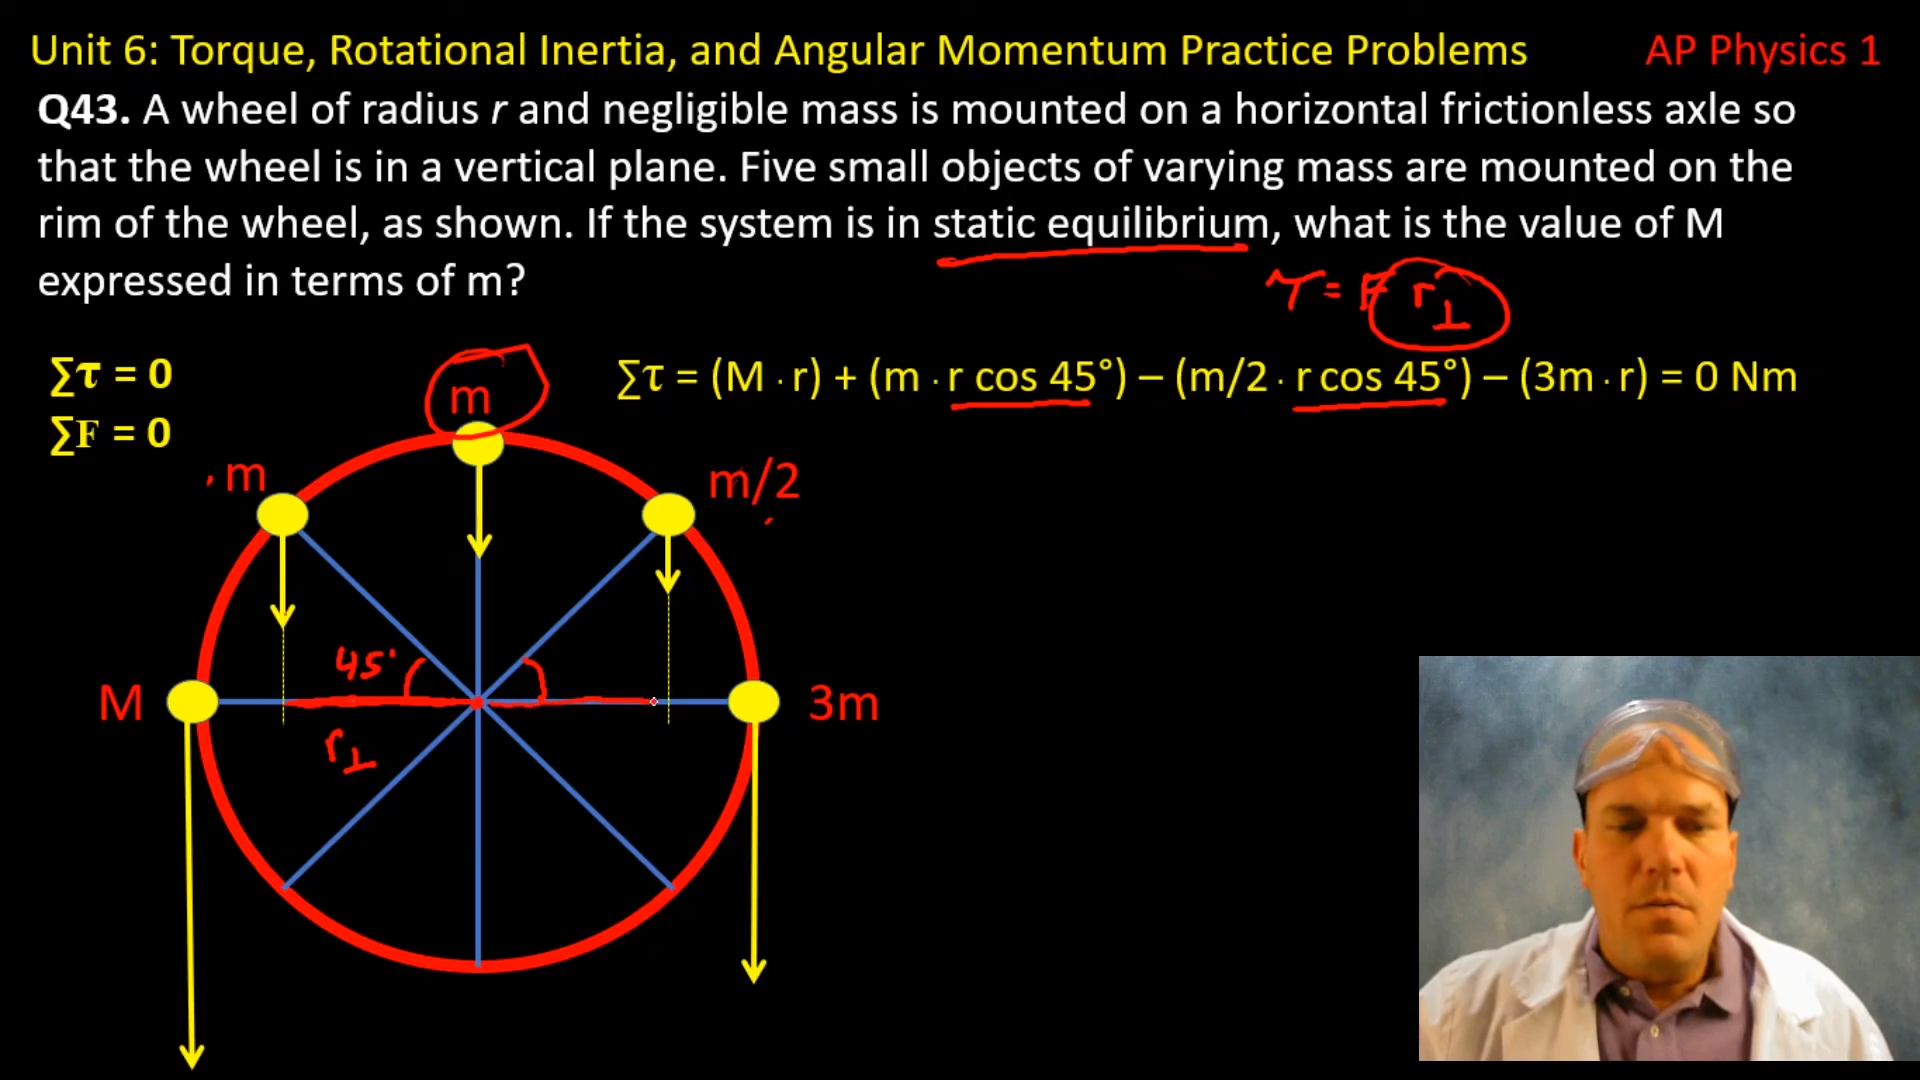 Unit 6: Torque, Rotational Inertia, and Angular Momentum Practice Problems
AP Physics 1
Q43. A wheel of radius r and negligible mass is mounted on a horizontal frictionless axle so
that the wheel is in a vertical plane. Five small objects of varying mass are mounted on the
rim of the wheel, as shown. If the system is in static equilibrium, what is the value of M
expressed in terms of m?
τ = F r⊥
∑τ = 0
∑F = 0
∑τ = (M · r) + (m · r cos 45°) – (m/2 · r cos 45°) – (3m · r) = 0 Nm
m
m
m/2
45°
M
3m
r⊥